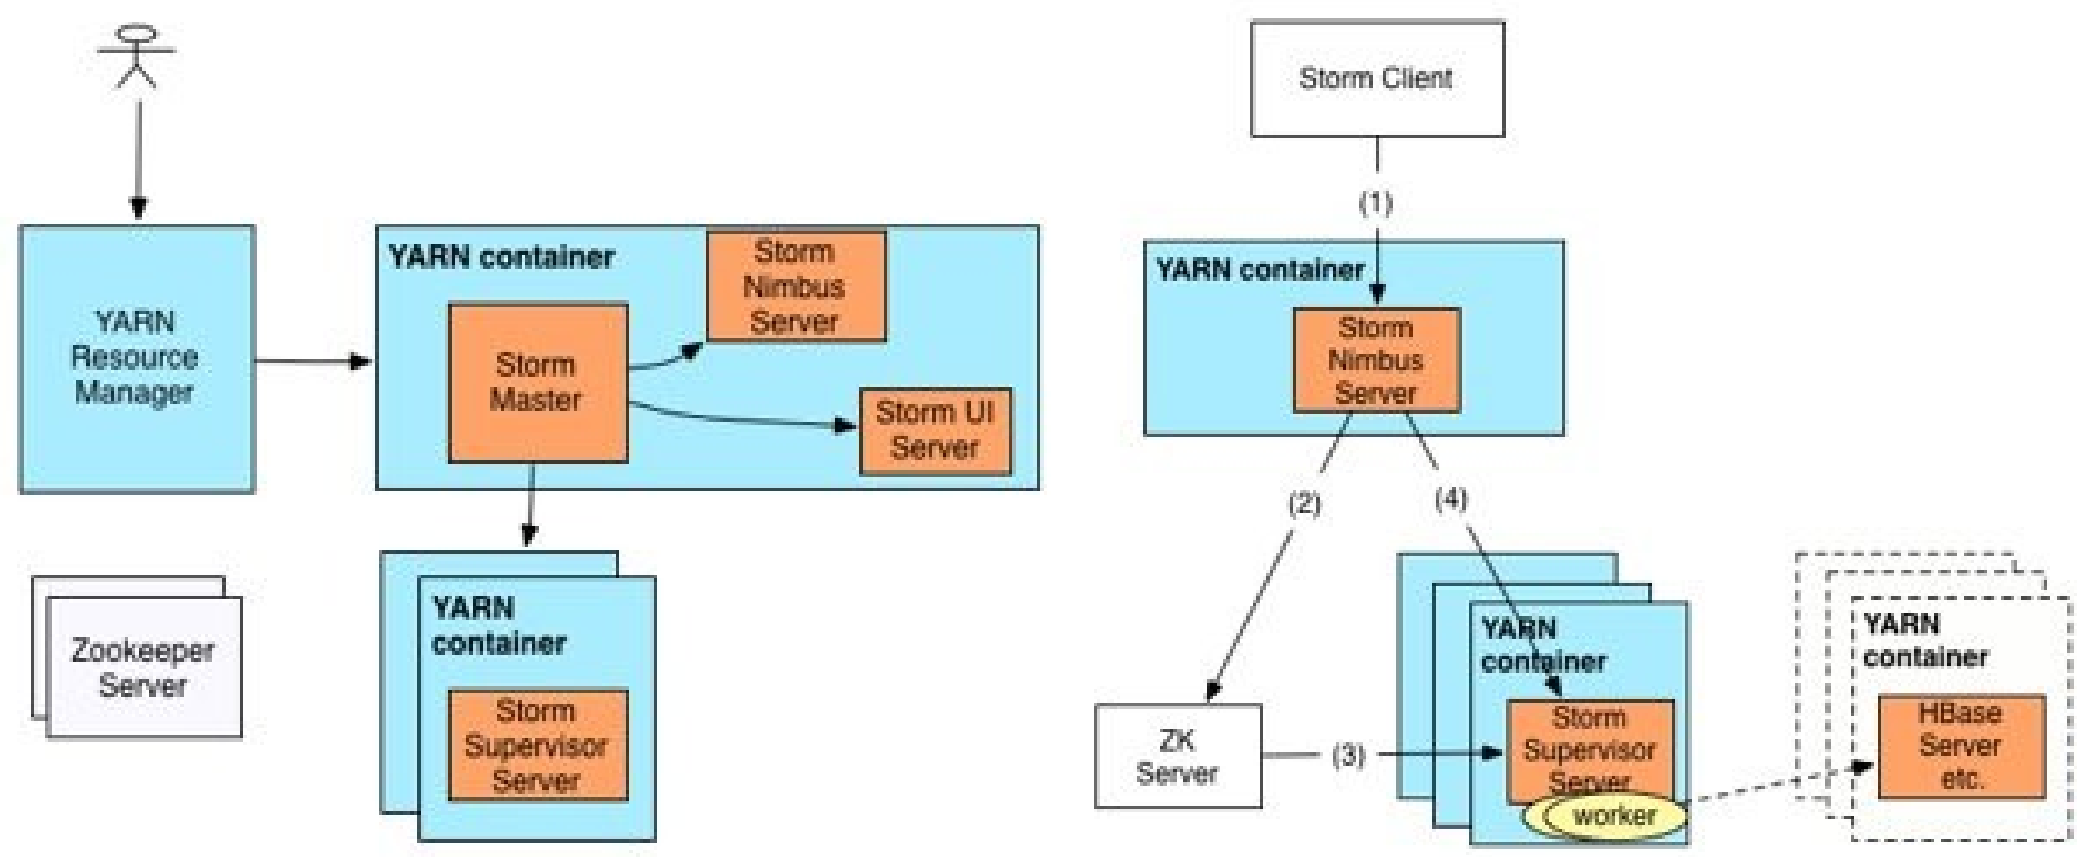 YARN
Resource
Manager
YARN container
Storm
Nimbus
Server
Storm
Master
Storm UI
Server
Zookeeper
Server
YARN
container
Storm
Supervisor
Server
Storm Client
(1)
YARN container
Storm
Nimbus
Server
(2)
(4)
ZK
Server
(3)
YARN
container
Storm
Supervisor
Server
worker
YARN
container
HBase
Server
etc.